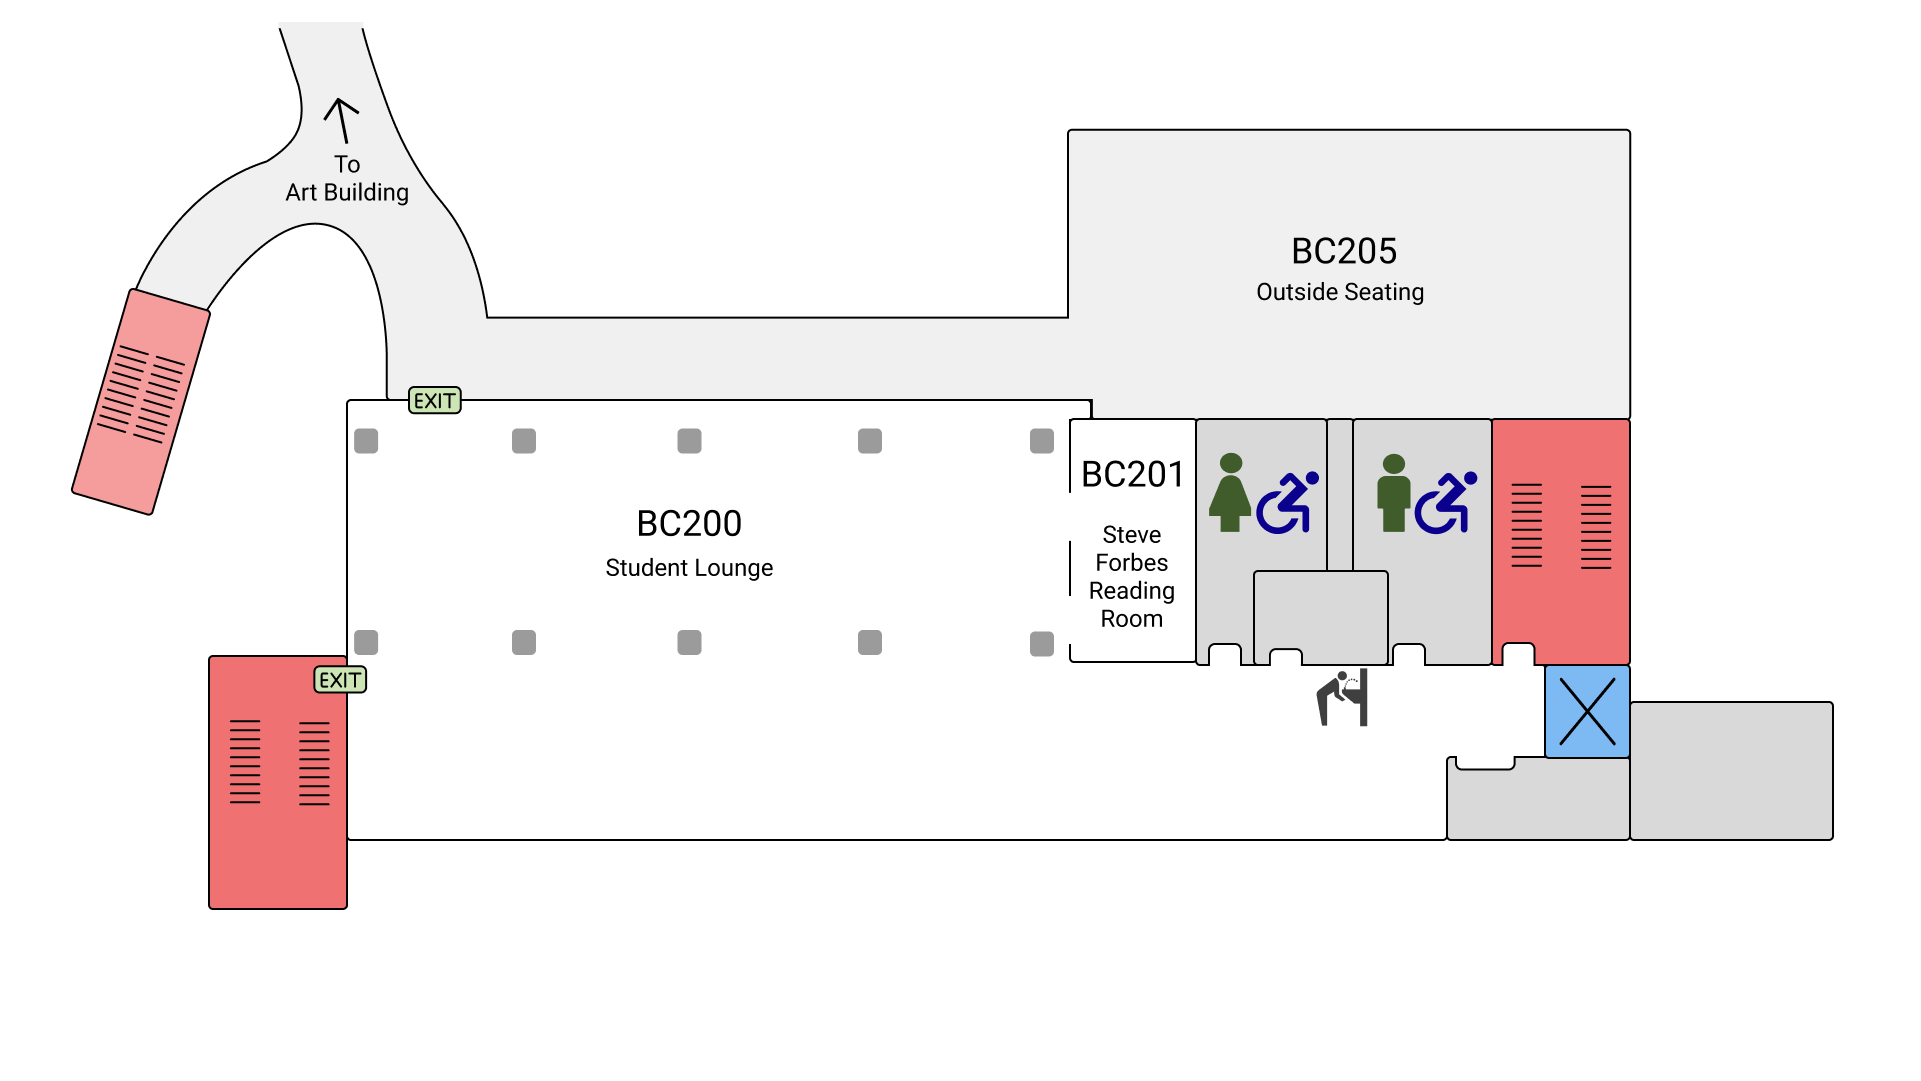 To
Art Building
BC205
Outside Seating
EXIT
BC200
Student Lounge
BC201
Steve
Forbes
Reading
Room
EXIT